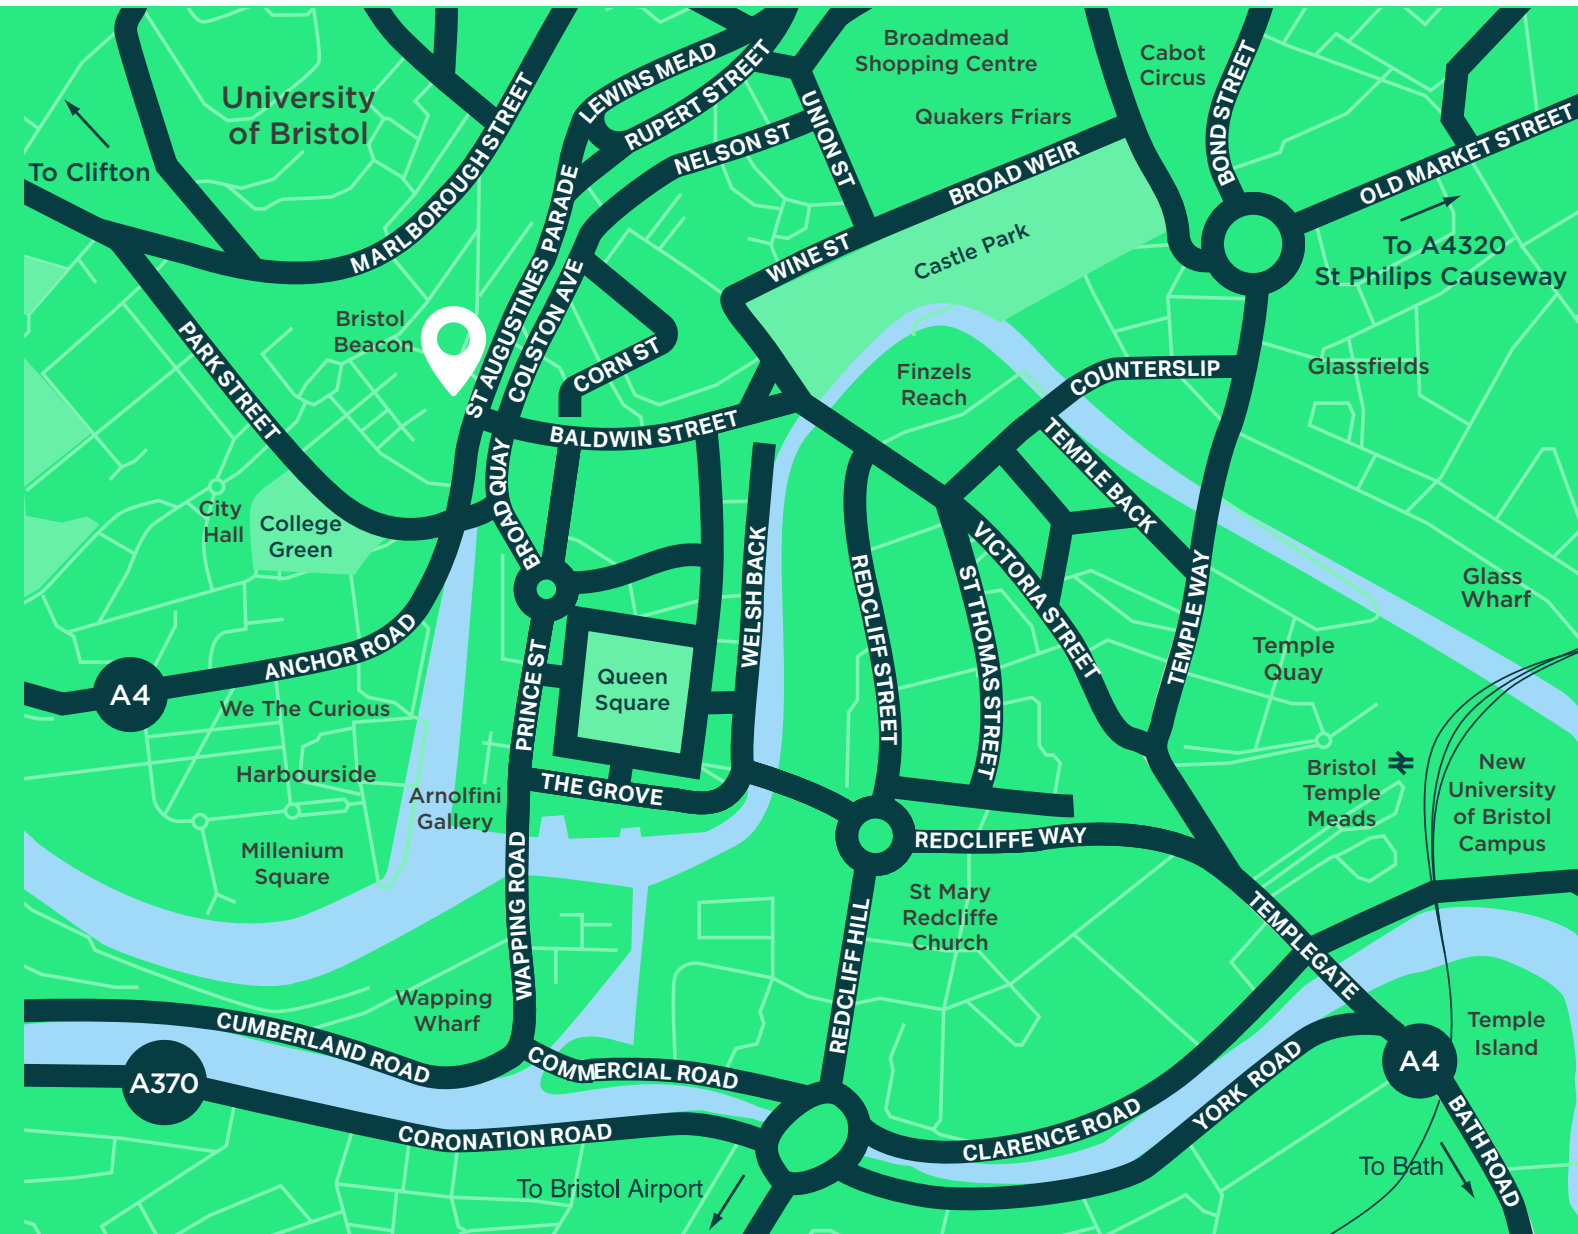 Broadmead
Shopping Centre
Cabot
Circus
LEWINS MEAD
RUPERT STREET
UNION ST
BOND STREET
University
of Bristol
Quakers Friars
NELSON ST
MARLBOROUGH STREET
BROAD WEIR
OLD MARKET STREET
To Clifton
WINE ST
Castle Park
To A4320
St Philips Causeway
ST AUGUSTINES PARADE
COLSTON AVE
Bristol
Beacon
PARK STREET
CORN ST
Finzels
Reach
COUNTERSLIP
Glassfields
BALDWIN STREET
TEMPLE BACK
BROAD QUAY
City
Hall
College
Green
WELSH BACK
REDCLIFF STREET
ST THOMAS STREET
VICTORIA STREET
TEMPLE WAY
Glass
Wharf
Temple
Quay
ANCHOR ROAD
A4
PRINCE ST
Queen
Square
We The Curious
Harbourside
Arnolfini
Gallery
THE GROVE
Bristol
Temple
Meads
New
University
of Bristol
Campus
Millenium
Square
WAPPING ROAD
REDCLIFFE WAY
St Mary
Redcliffe
Church
REDCLIFF HILL
TEMPLEGATE
Wapping
Wharf
CUMBERLAND ROAD
COMMERCIAL ROAD
Temple
Island
A370
A4
YORK ROAD
CORONATION ROAD
CLARENCE ROAD
BATH ROAD
To Bristol Airport
To Bath